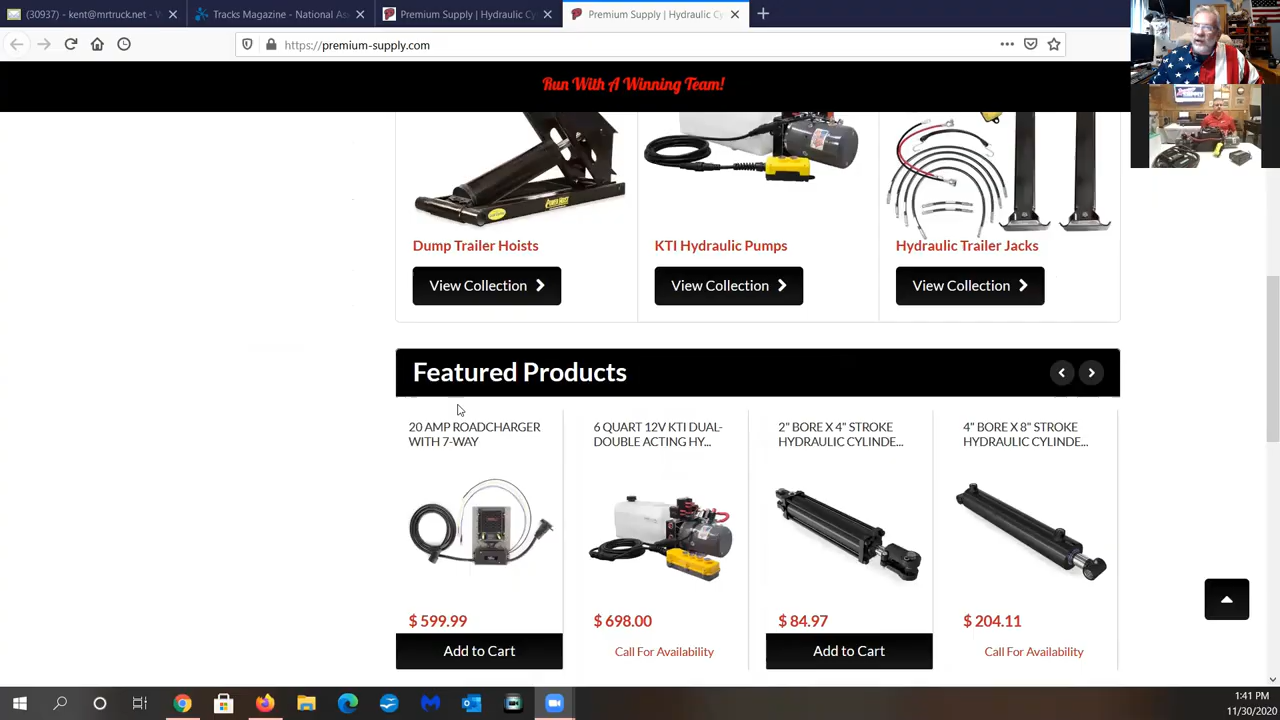 (30937) - kent@mrtruck.net - 
Tracks Magazine - National As
Premium Supply | Hydraulic Cy
Premium Supply | Hydraulic Cy
https://premium-supply.com
Run With A Winning Team!
Dump Trailer Hoists
KTI Hydraulic Pumps
Hydraulic Trailer Jacks
View Collection
View Collection
View Collection
Featured Products
20 AMP ROADCHARGER
WITH 7-WAY
6 QUART 12V KTI DUAL-
DOUBLE ACTING HY...
2" BORE X 4" STROKE
HYDRAULIC CYLINDE...
4" BORE X 8" STROKE
HYDRAULIC CYLINDE...
$ 599.99
$ 698.00
$ 84.97
$ 204.11
Add to Cart
Call For Availability
Add to Cart
Call For Availability
1:41 PM
11/30/2020